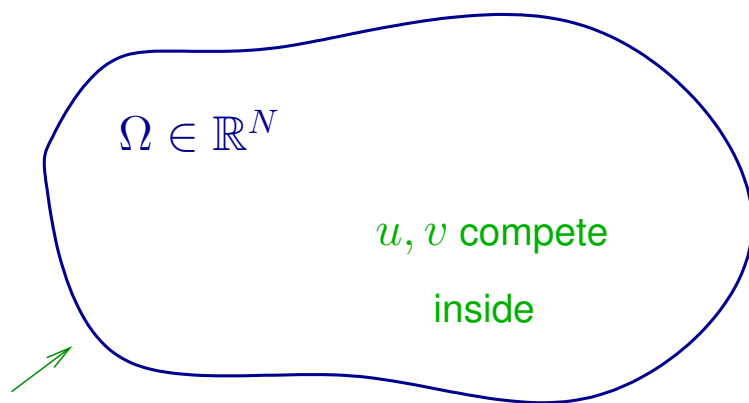 Ω ∈ ℝ^N
u, v compete
inside